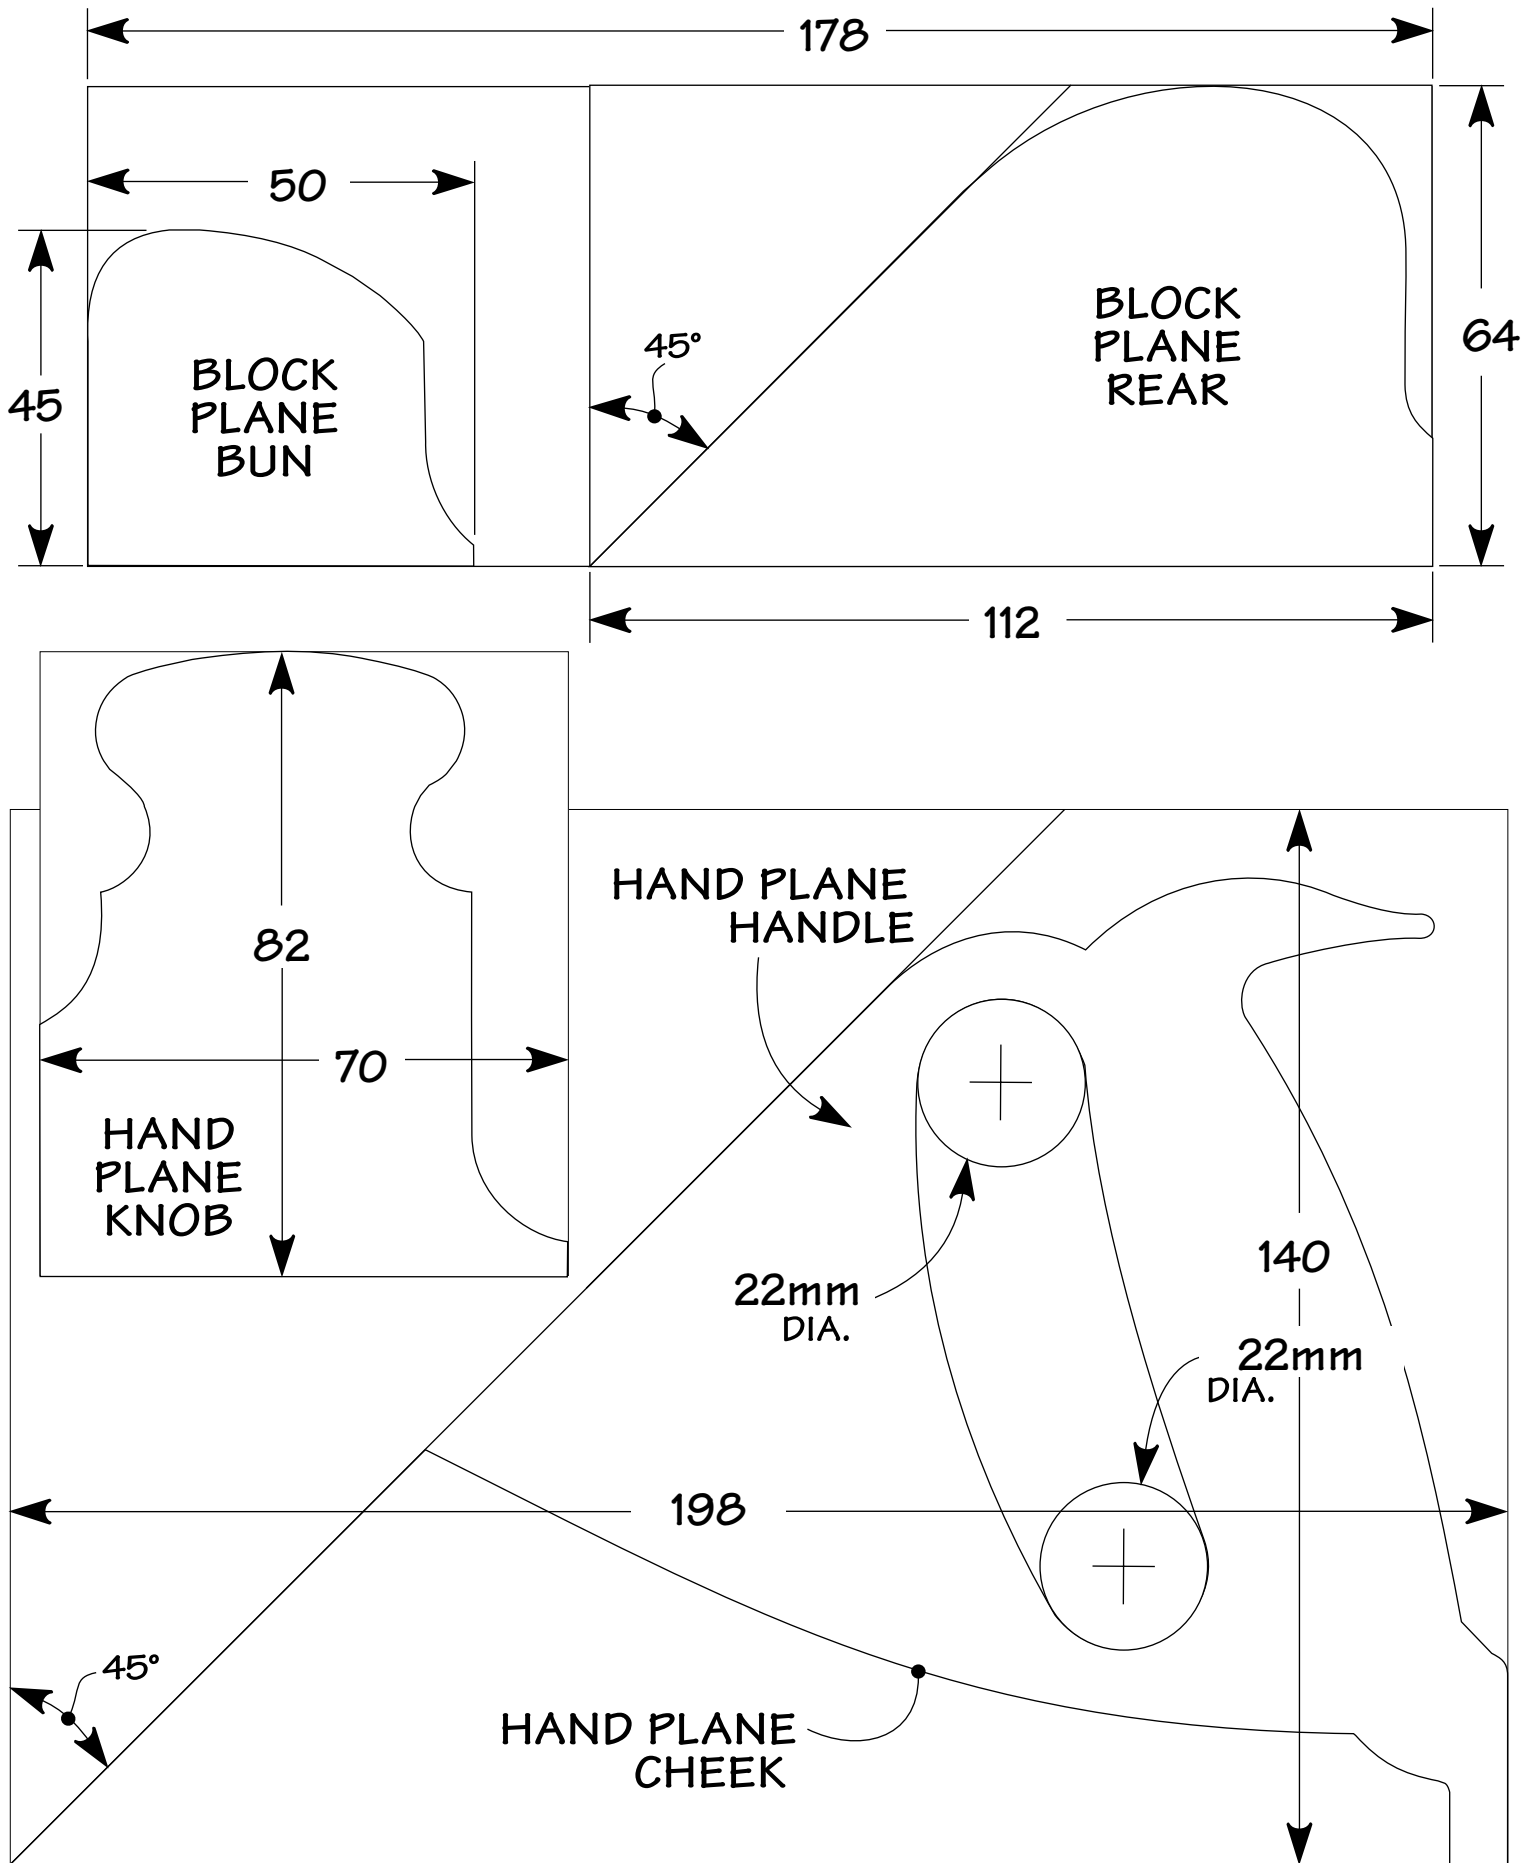 178
50
45
BLOCK
PLANE
BUN
45°
BLOCK
PLANE
REAR
64
112
82
70
HAND
PLANE
KNOB
HAND PLANE
HANDLE
22mm
DIA.
140
22mm
DIA.
198
45°
HAND PLANE
CHEEK